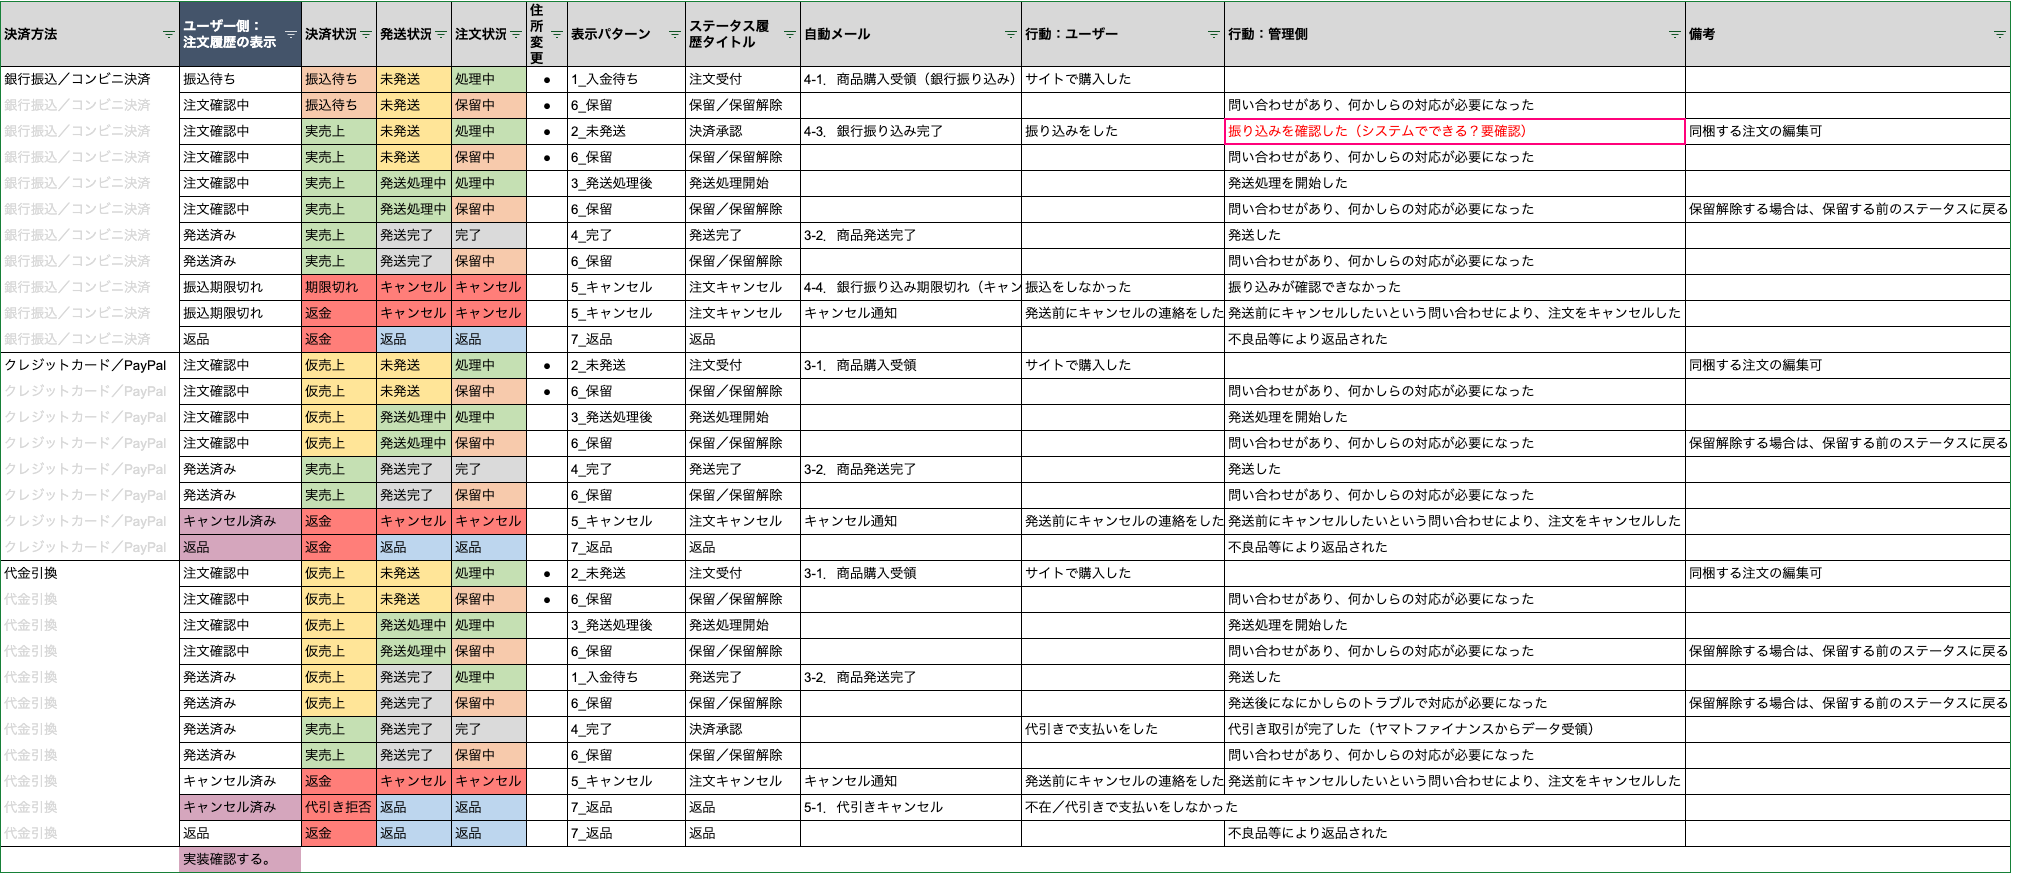 決済方法 ユーザー側：注文履歴の表示 決済状況 発送状況 注文状況 住所変更 表示パターン ステータス履歴タイトル 自動メール 行動：ユーザー 行動：管理側 備考
銀行振込／コンビニ決済 振込待ち 振込待ち 未発送 処理中 ● 1_入金待ち 注文受付 4-1. 商品購入受領（銀行振り込み） サイトで購入した
銀行振込／コンビニ決済 注文確認中 振込待ち 未発送 保留中 ● 6_保留 保留／保留解除 問い合わせがあり、何かしらの対応が必要になった
銀行振込／コンビニ決済 注文確認中 実売上 未発送 処理中 ● 2_未発送 決済承認 4-3. 銀行振り込み完了 振り込みをした 振り込みを確認した（システムでできる？要確認） 同梱する注文の編集可
銀行振込／コンビニ決済 注文確認中 実売上 未発送 保留中 ● 6_保留 保留／保留解除 問い合わせがあり、何かしらの対応が必要になった
銀行振込／コンビニ決済 注文確認中 実売上 発送処理中 処理中 3_発送処理後 発送処理開始 発送処理を開始した
銀行振込／コンビニ決済 注文確認中 実売上 発送処理中 保留中 6_保留 保留／保留解除 問い合わせがあり、何かしらの対応が必要になった 保留解除する場合は、保留する前のステータスに戻る
銀行振込／コンビニ決済 発送済み 実売上 発送完了 完了 4_完了 発送完了 3-2. 商品発送完了 発送した
銀行振込／コンビニ決済 発送済み 実売上 発送完了 保留中 6_保留 保留／保留解除 問い合わせがあり、何かしらの対応が必要になった
銀行振込／コンビニ決済 振込期限切れ 期限切れ キャンセル キャンセル 5_キャンセル 注文キャンセル 4-4. 銀行振り込み期限切れ（キャン 振込をしなかった 振り込みが確認できなかった
銀行振込／コンビニ決済 振込期限切れ 返金 キャンセル キャンセル 5_キャンセル 注文キャンセル キャンセル通知 発送前にキャンセルの連絡をした 発送前にキャンセルしたいという問い合わせにより、注文をキャンセルした
銀行振込／コンビニ決済 返品 返金 返品 返品 7_返品 返品 不良品等により返品された
クレジットカード／PayPal 注文確認中 仮売上 未発送 処理中 ● 2_未発送 注文受付 3-1. 商品購入受領 サイトで購入した 同梱する注文の編集可
クレジットカード／PayPal 注文確認中 仮売上 未発送 保留中 ● 6_保留 保留／保留解除 問い合わせがあり、何かしらの対応が必要になった
クレジットカード／PayPal 注文確認中 仮売上 発送処理中 処理中 3_発送処理後 発送処理開始 発送処理を開始した
クレジットカード／PayPal 注文確認中 仮売上 発送処理中 保留中 6_保留 保留／保留解除 問い合わせがあり、何かしらの対応が必要になった 保留解除する場合は、保留する前のステータスに戻る
クレジットカード／PayPal 発送済み 実売上 発送完了 完了 4_完了 発送完了 3-2. 商品発送完了 発送した
クレジットカード／PayPal 発送済み 実売上 発送完了 保留中 6_保留 保留／保留解除 問い合わせがあり、何かしらの対応が必要になった
クレジットカード／PayPal キャンセル済み 返金 キャンセル キャンセル 5_キャンセル 注文キャンセル キャンセル通知 発送前にキャンセルの連絡をした 発送前にキャンセルしたいという問い合わせにより、注文をキャンセルした
クレジットカード／PayPal 返品 返金 返品 返品 7_返品 返品 不良品等により返品された
代金引換 注文確認中 仮売上 未発送 処理中 ● 2_未発送 注文受付 3-1. 商品購入受領 サイトで購入した 同梱する注文の編集可
代金引換 注文確認中 仮売上 未発送 保留中 ● 6_保留 保留／保留解除 問い合わせがあり、何かしらの対応が必要になった
代金引換 注文確認中 仮売上 発送処理中 処理中 3_発送処理後 発送処理開始 発送処理を開始した
代金引換 注文確認中 仮売上 発送処理中 保留中 6_保留 保留／保留解除 問い合わせがあり、何かしらの対応が必要になった 保留解除する場合は、保留する前のステータスに戻る
代金引換 発送済み 仮売上 発送完了 処理中 1_入金待ち 発送完了 3-2. 商品発送完了 発送した
代金引換 発送済み 仮売上 発送完了 保留中 6_保留 保留／保留解除 発送後になにかしらのトラブルで対応が必要になった 保留解除する場合は、保留する前のステータスに戻る
代金引換 発送済み 実売上 発送完了 完了 4_完了 決済承認 代引きで支払いをした 代引き取引が完了した（ヤマトファイナンスからデータ受領）
代金引換 発送済み 実売上 発送完了 保留中 6_保留 保留／保留解除 問い合わせがあり、何かしらの対応が必要になった
代金引換 キャンセル済み 返金 キャンセル キャンセル 5_キャンセル 注文キャンセル キャンセル通知 発送前にキャンセルの連絡をした 発送前にキャンセルしたいという問い合わせにより、注文をキャンセルした
代金引換 キャンセル済み 代引き拒否 返品 返品 7_返品 返品 5-1. 代引きキャンセル 不在／代引きで支払いをしなかった
代金引換 返品 返金 返品 返品 7_返品 返品 不良品等により返品された
実装確認する。